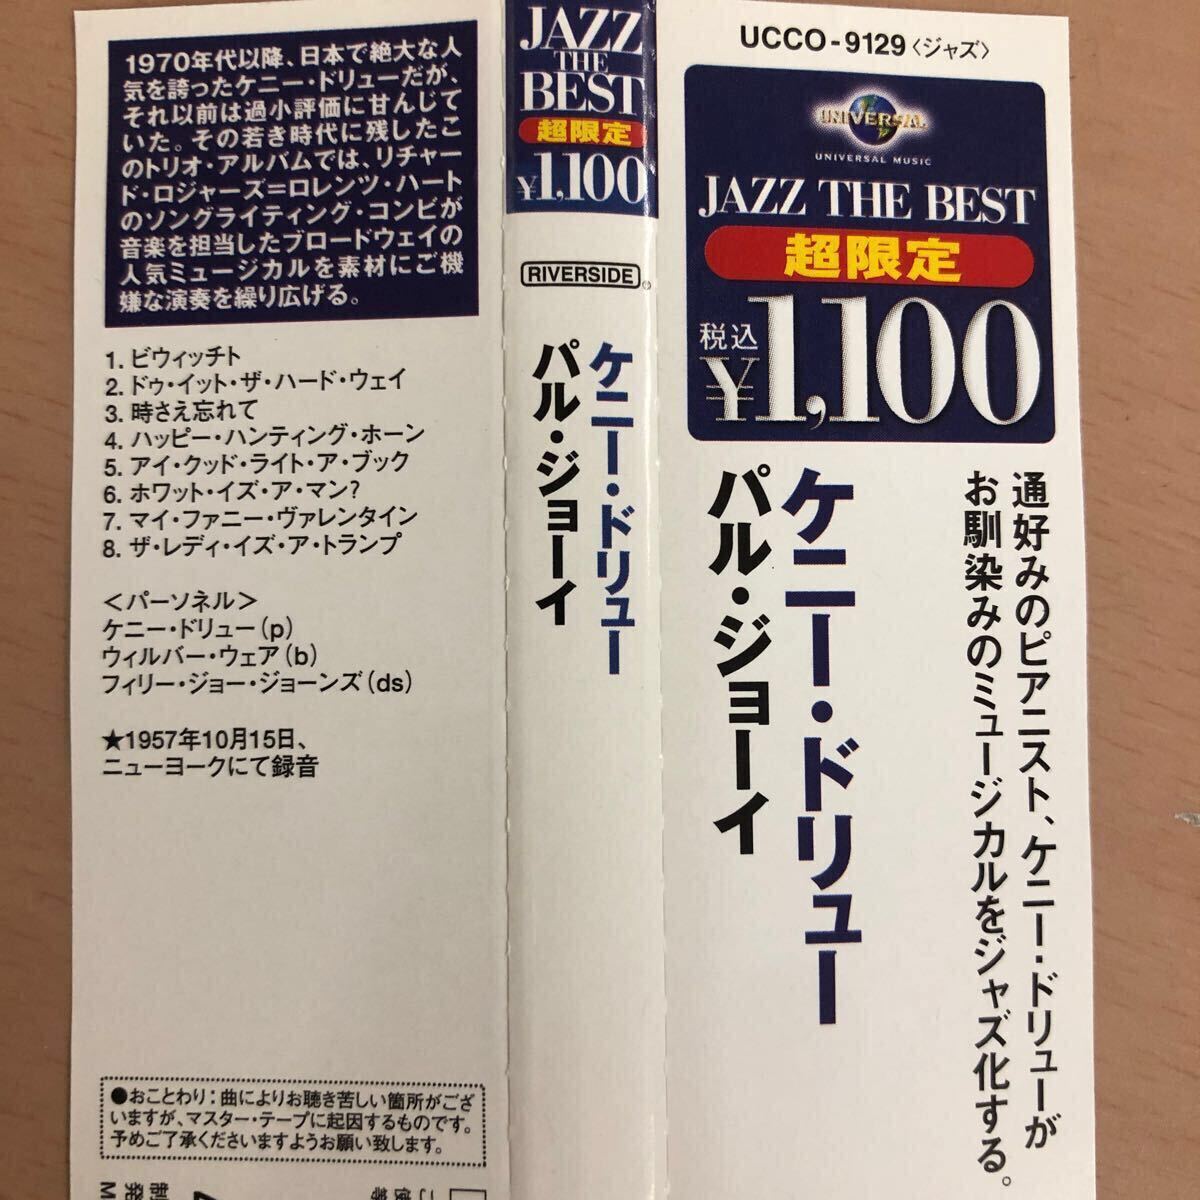 1970年代以降、日本で絶大な人
気を誇ったケニー・ドリューだが、
それ以前は過小評価に甘んじて
いた。その若き時代に残したこ
のトリオ・アルバムでは、リチャー
ド・ロジャーズ=ロレンツ・ハート
のソングライティング・コンビが
音楽を担当したブロードウェイの
人気ミュージカルを素材にご機
嫌な演奏を繰り広げる。
1. ビウィッチト
2. ドゥ・イット・ザ・ハード・ウェイ
3. 時さえ忘れて
4. ハッピー・ハンティング・ホーン
5. アイ・クッド・ライト・ア・ブック
6. ホワット・イズ・ア・マン?
7. マイ・ファニー・ヴァレンタイン
8. ザ・レディ・イズ・ア・トランプ
＜パーソネル＞
ケニー・ドリュー(p)
ウィルバー・ウェア(b)
フィリー・ジョー・ジョーンズ(ds)
★1957年10月15日、
ニューヨークにて録音
●おことわり：曲によりお聴き苦しい箇所がござ
いますが、マスター・テープに起因するものです。
予めご了承くださいますようお願い致します。
JAZZ
THE
BEST
超限定
¥1,100
RIVERSIDE
ケニー・ドリュー
パル・ジョーイ
UCCO-9129〈ジャズ〉
UNIVERSAL
UNIVERSAL MUSIC
JAZZ THE BEST
超限定
税込
¥1,100
通好みのピアニスト、ケニー・ドリューが
お馴染みのミュージカルをジャズ化する。
ケニー・ドリュー
パル・ジョーイ